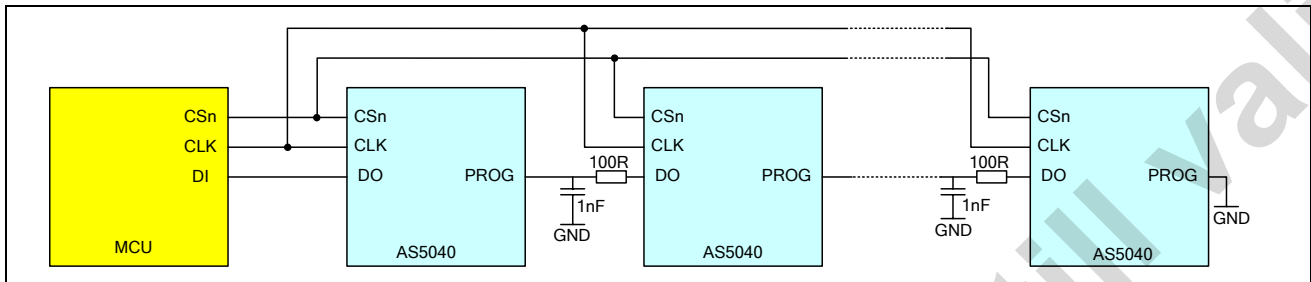 CSn
CLK
DI
MCU
CSn
CLK
DO
PROG
AS5040
100R
1nF
GND
CSn
CLK
DO
PROG
AS5040
100R
1nF
GND
CSn
CLK
DO
PROG
AS5040
GND